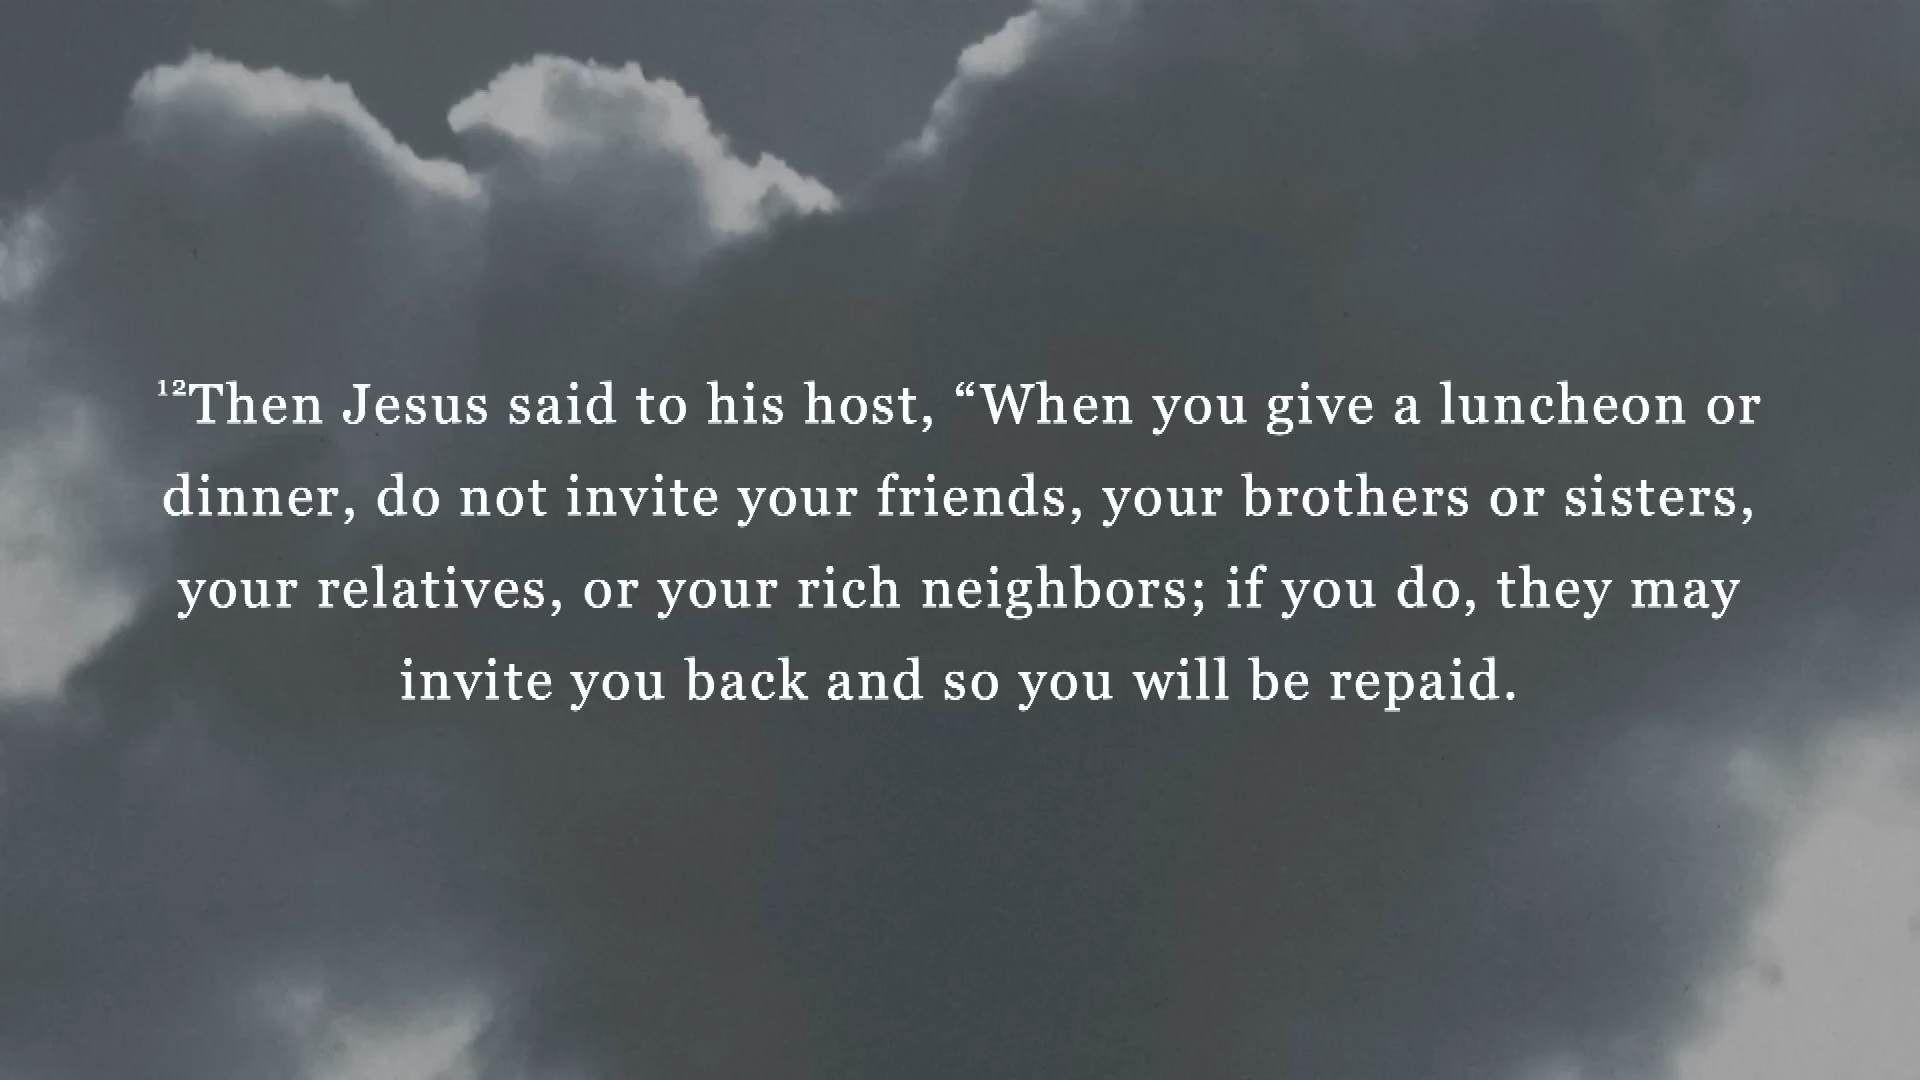 ¹²Then Jesus said to his host, “When you give a luncheon or
dinner, do not invite your friends, your brothers or sisters,
your relatives, or your rich neighbors; if you do, they may
invite you back and so you will be repaid.